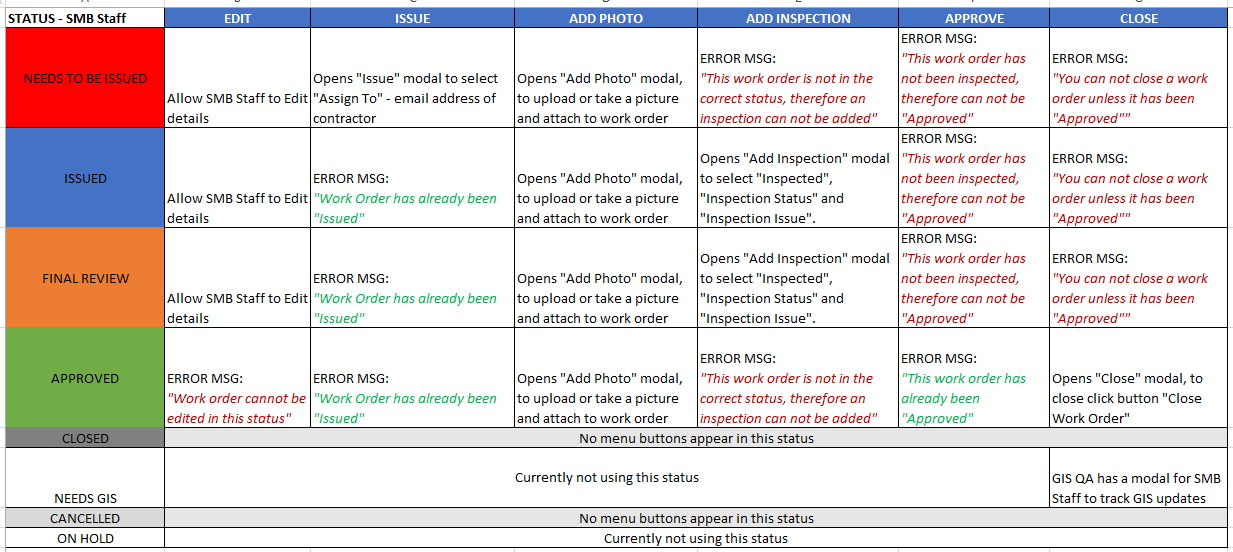 STATUS - SMB Staff
EDIT
ISSUE
ADD PHOTO
ADD INSPECTION
APPROVE
CLOSE
NEEDS TO BE ISSUED
Allow SMB Staff to Edit
details
Opens "Issue" modal to select
"Assign To" - email address of
contractor
Opens "Add Photo" modal,
to upload or take a picture
and attach to work order
ERROR MSG:
"This work order is not in the
correct status, therefore an
inspection can not be added"
ERROR MSG:
"This work order has
not been inspected,
therefore can not be
"Approved"
ERROR MSG:
"You can not close a work
order unless it has been
"Approved""
ISSUED
Allow SMB Staff to Edit
details
ERROR MSG:
"Work Order has already been
"Issued"
Opens "Add Photo" modal,
to upload or take a picture
and attach to work order
Opens "Add Inspection" modal
to select "Inspected",
"Inspection Status" and
"Inspection Issue".
ERROR MSG:
"This work order has
not been inspected,
therefore can not be
"Approved"
ERROR MSG:
"You can not close a work
order unless it has been
"Approved""
FINAL REVIEW
Allow SMB Staff to Edit
details
ERROR MSG:
"Work Order has already been
"Issued"
Opens "Add Photo" modal,
to upload or take a picture
and attach to work order
Opens "Add Inspection" modal
to select "Inspected",
"Inspection Status" and
"Inspection Issue".
ERROR MSG:
"This work order has
not been inspected,
therefore can not be
"Approved"
ERROR MSG:
"You can not close a work
order unless it has been
"Approved""
APPROVED
ERROR MSG:
"Work order cannot be
edited in this status"
ERROR MSG:
"Work Order has already been
"Issued"
Opens "Add Photo" modal,
to upload or take a picture
and attach to work order
ERROR MSG:
"This work order is not in the
correct status, therefore an
inspection can not be added"
ERROR MSG:
"This work order has
already been
"Approved"
Opens "Close" modal, to
close click button "Close
Work Order"
CLOSED
No menu buttons appear in this status
NEEDS GIS
Currently not using this status
GIS QA has a modal for SMB
Staff to track GIS updates
CANCELLED
No menu buttons appear in this status
ON HOLD
Currently not using this status